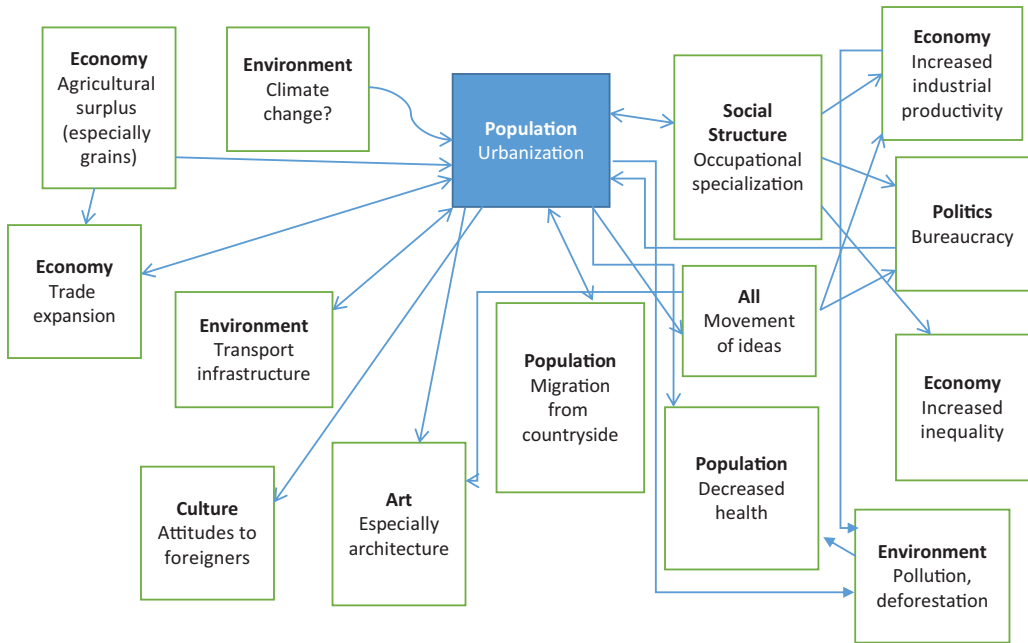 Economy
Agricultural
surplus
(especially
grains)
Environment
Climate
change?
Population
Urbanization
Social
Structure
Occupational
specialization
Economy
Increased
industrial
productivity
Politics
Bureaucracy
Economy
Trade
expansion
Environment
Transport
infrastructure
Population
Migration
from
countryside
All
Movement
of ideas
Economy
Increased
inequality
Culture
Attitudes to
foreigners
Art
Especially
architecture
Population
Decreased
health
Environment
Pollution,
deforestation